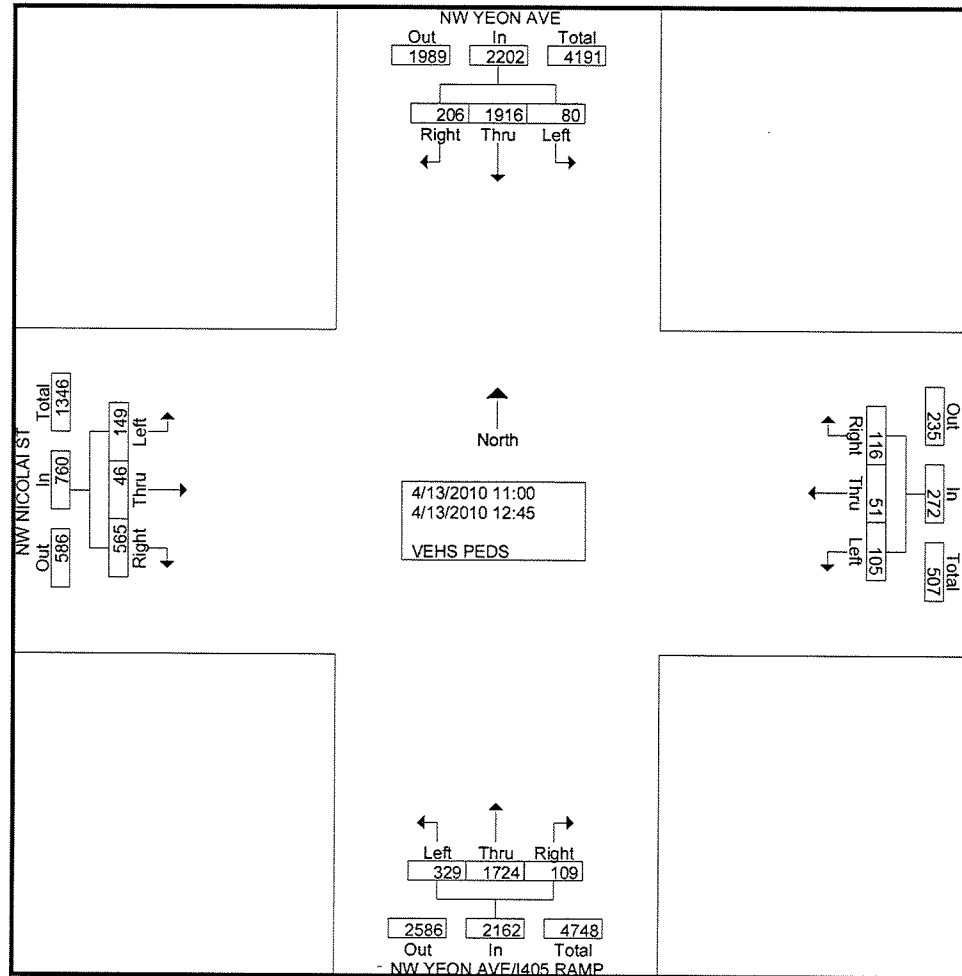 NW YEON AVE
Out In Total
1989 2202 4191
206 1916 80
Right Thru Left
NW NICOLAI ST
Total 1346
In 760
Out 586
149 Left
46 Thru
565 Right
North
4/13/2010 11:00
4/13/2010 12:45
VEHS PEDS
Right 116
Thru 51
Left 105
Out 235
In 272
Total 507
Left Thru Right
329 1724 109
2586 2162 4748
Out In Total
NW YEON AVE/I405 RAMP